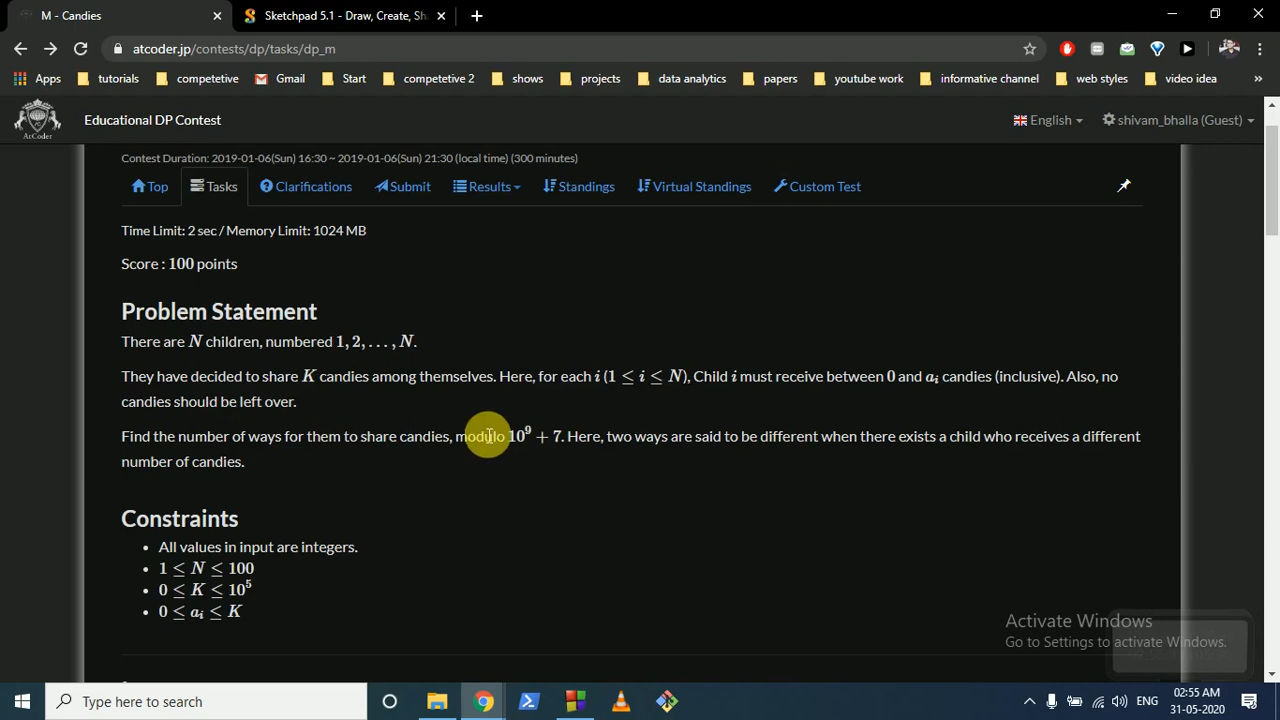 M - Candies
Sketchpad 5.1 - Draw, Create, Sha
atcoder.jp/contests/dp/tasks/dp_m
Apps tutorials competetive Gmail Start competetive 2 shows projects data analytics papers youtube work informative channel web styles video idea »
AtCoder
Educational DP Contest
English
shivam_bhalla (Guest)
Contest Duration: 2019-01-06(Sun) 16:30 ~ 2019-01-06(Sun) 21:30 (local time) (300 minutes)
Top Tasks Clarifications Submit Results Standings Virtual Standings Custom Test
Time Limit: 2 sec / Memory Limit: 1024 MB
Score : 100 points
Problem Statement
There are N children, numbered 1, 2, . . . , N.
They have decided to share K candies among themselves. Here, for each i (1 ≤ i ≤ N), Child i must receive between 0 and aᵢ candies (inclusive). Also, no
candies should be left over.
Find the number of ways for them to share candies, modulo 10⁹ + 7. Here, two ways are said to be different when there exists a child who receives a different
number of candies.
Constraints
• All values in input are integers.
• 1 ≤ N ≤ 100
• 0 ≤ K ≤ 10⁵
• 0 ≤ aᵢ ≤ K
Activate Windows
Go to Settings to activate Windows.
Type here to search
ENG
02:55 AM
31-05-2020